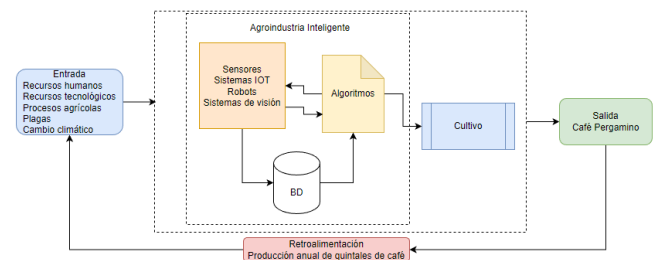 Agroindustria Inteligente
Entrada
Recursos humanos
Recursos tecnológicos
Procesos agrícolas
Plagas
Cambio climático
Sensores
Sistemas IOT
Robots
Sistemas de visión
Algoritmos
BD
Cultivo
Salida
Café Pergamino
Retroalimentación
Producción anual de quintales de café